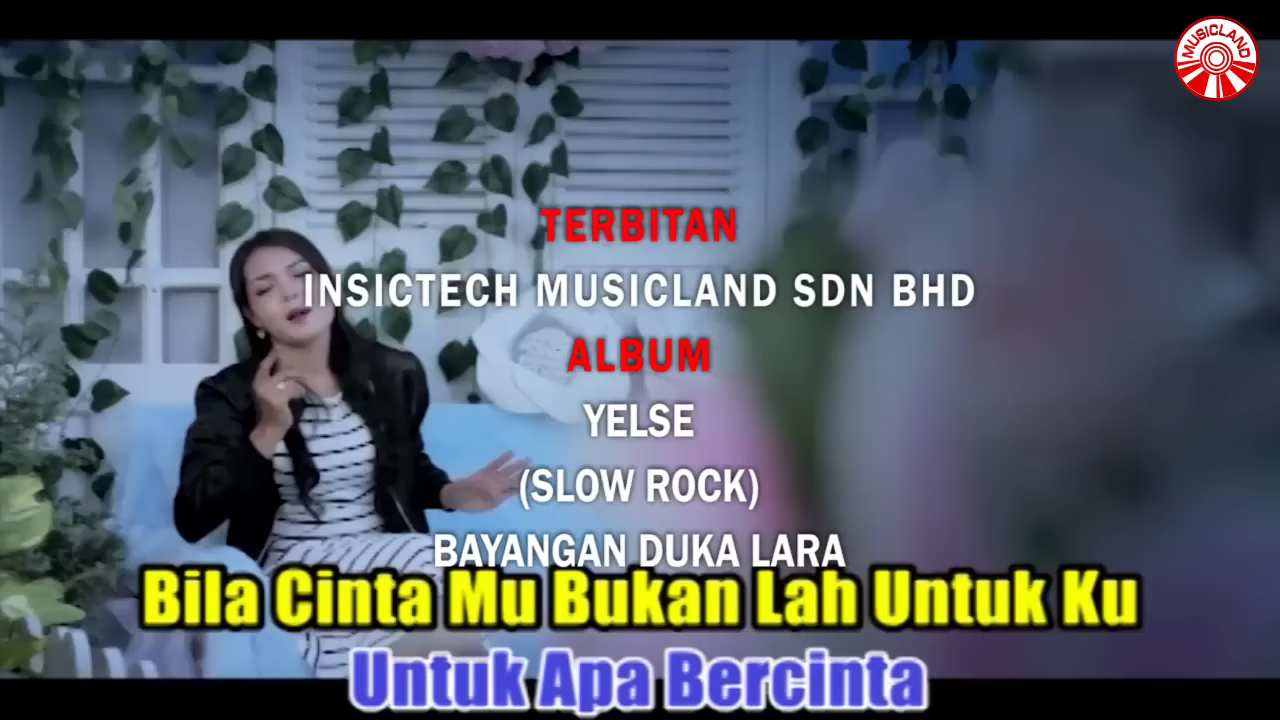 MUSICLAND
TERBITAN
INSICTECH MUSICLAND SDN BHD
ALBUM
YELSE
(SLOW ROCK)
BAYANGAN DUKA LARA
Bila Cinta Mu Bukan Lah Untuk Ku
Untuk Apa Bercinta